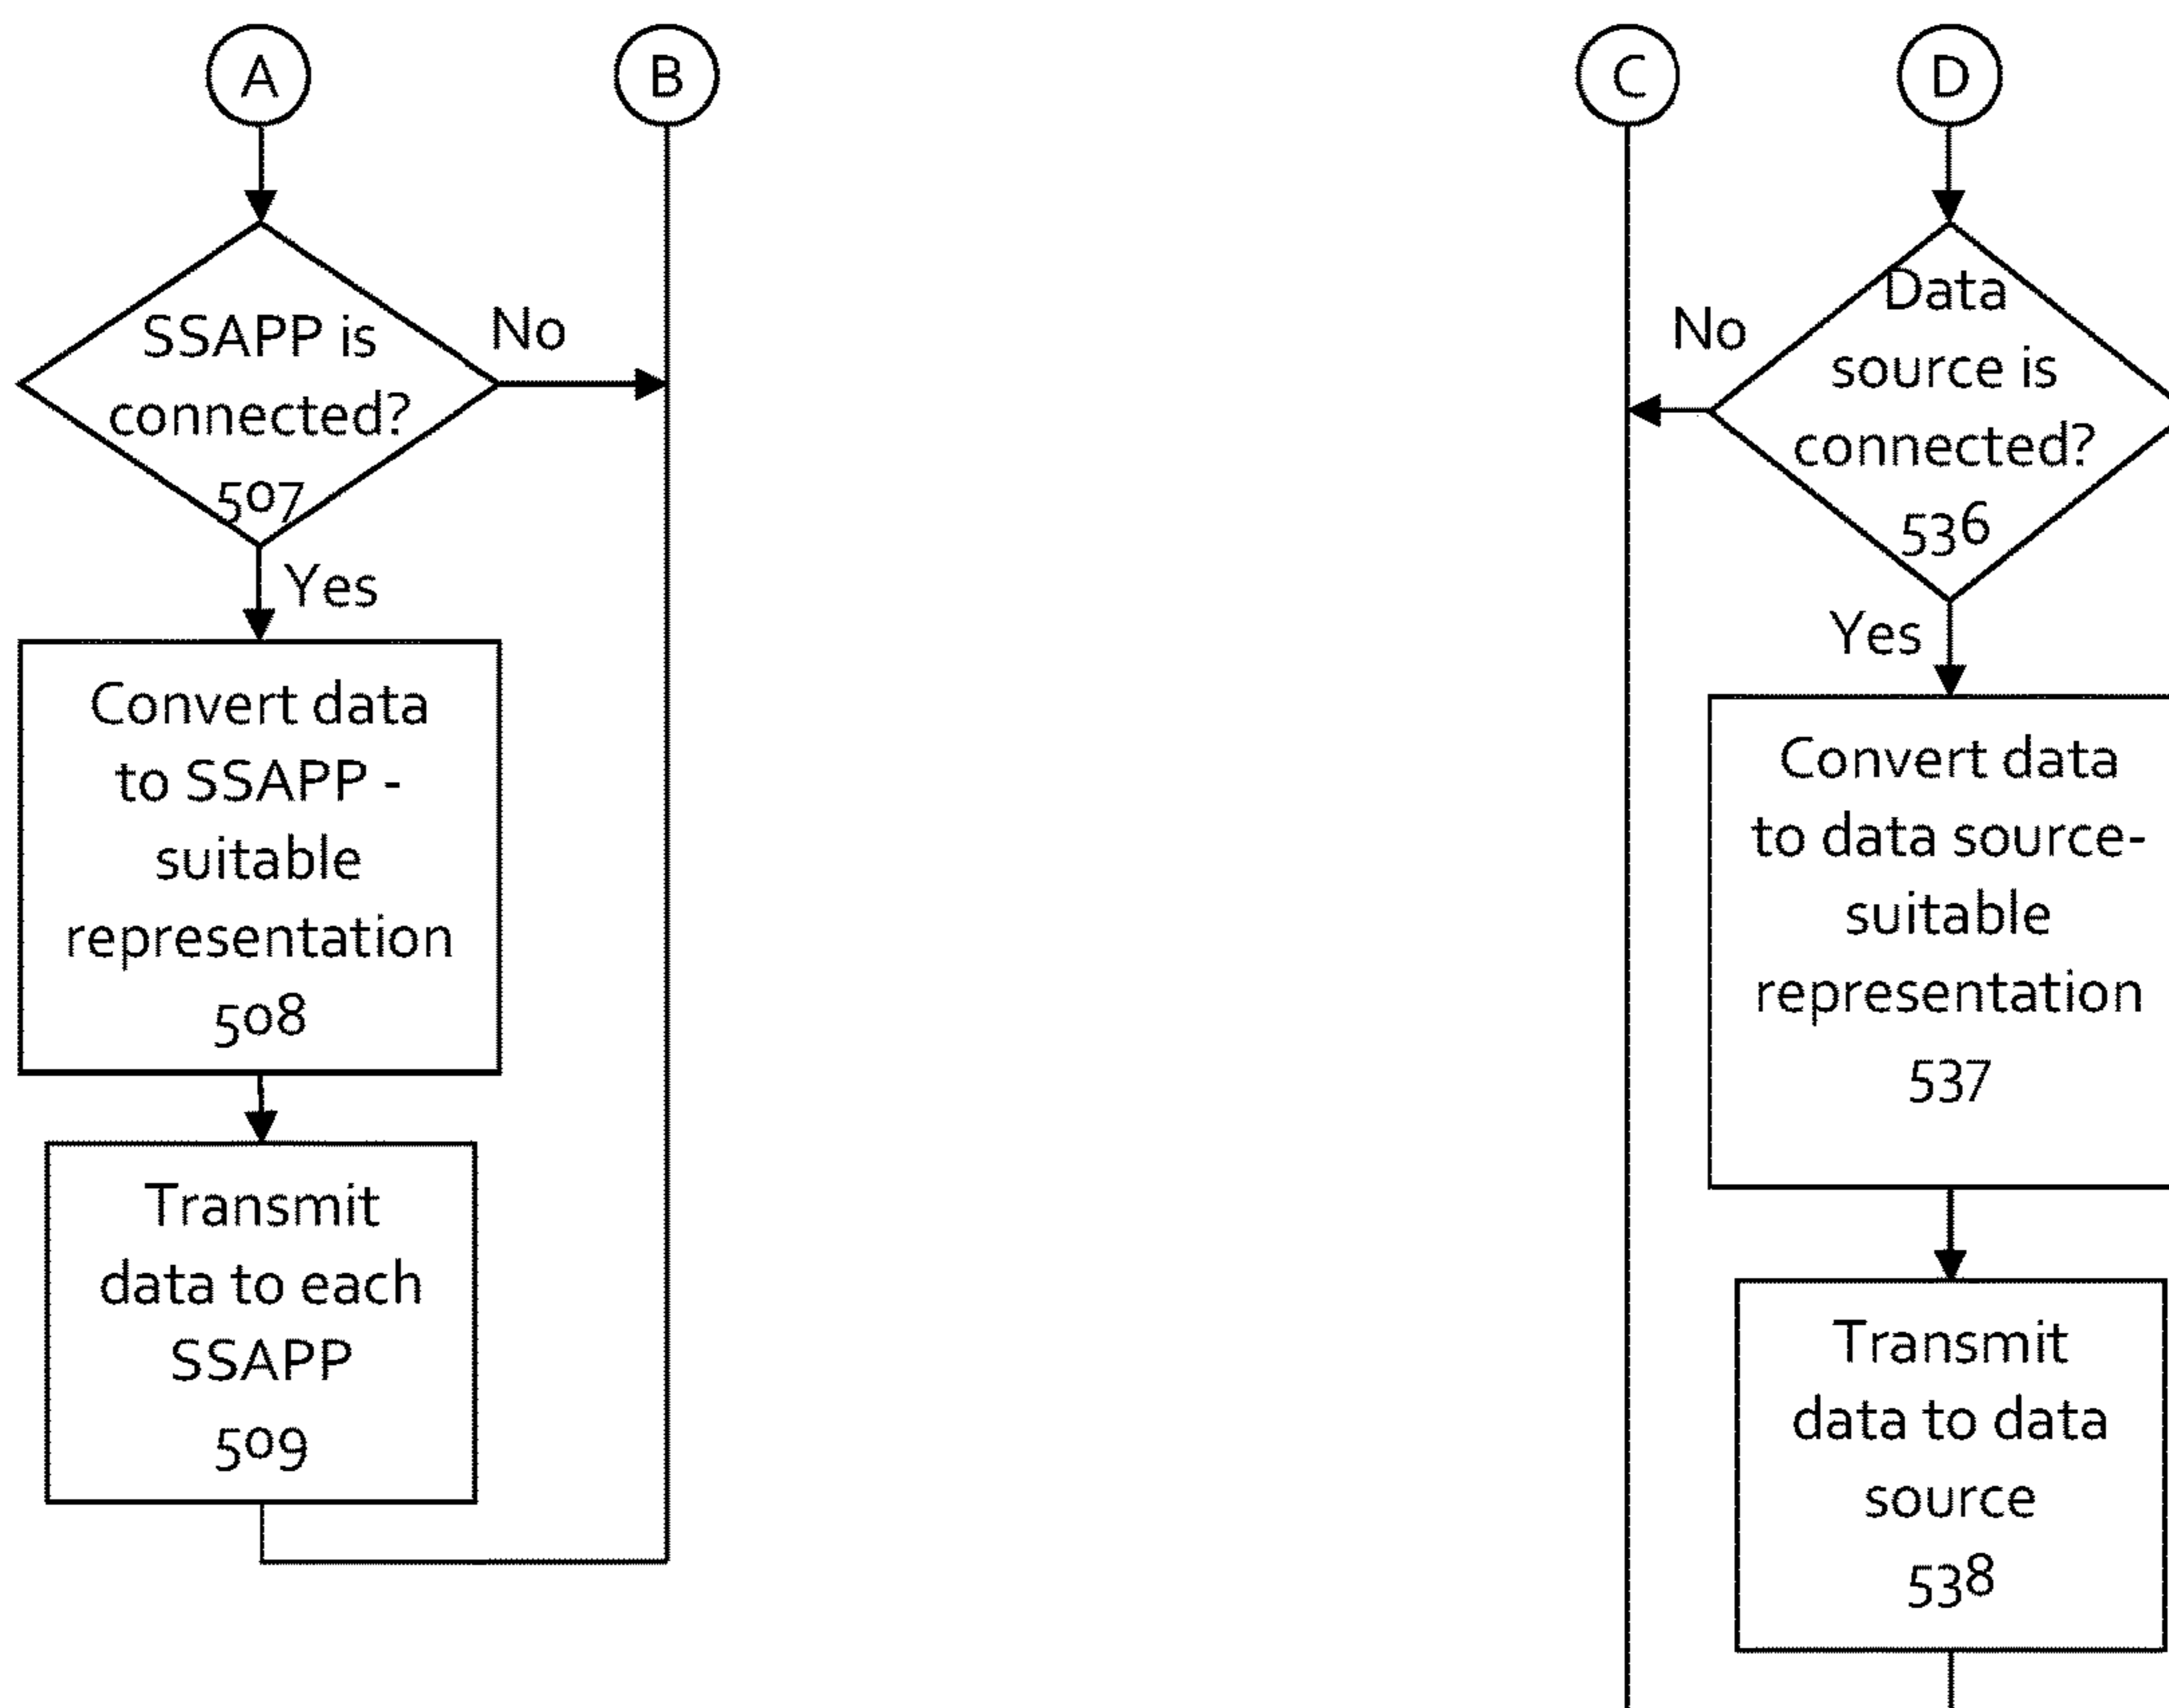 A
B
SSAPP is
connected?
507
No
Yes
Convert data
to SSAPP -
suitable
representation
508
Transmit
data to each
SSAPP
509
C
D
Data
source is
connected?
536
No
Yes
Convert data
to data source-
suitable
representation
537
Transmit
data to data
source
538